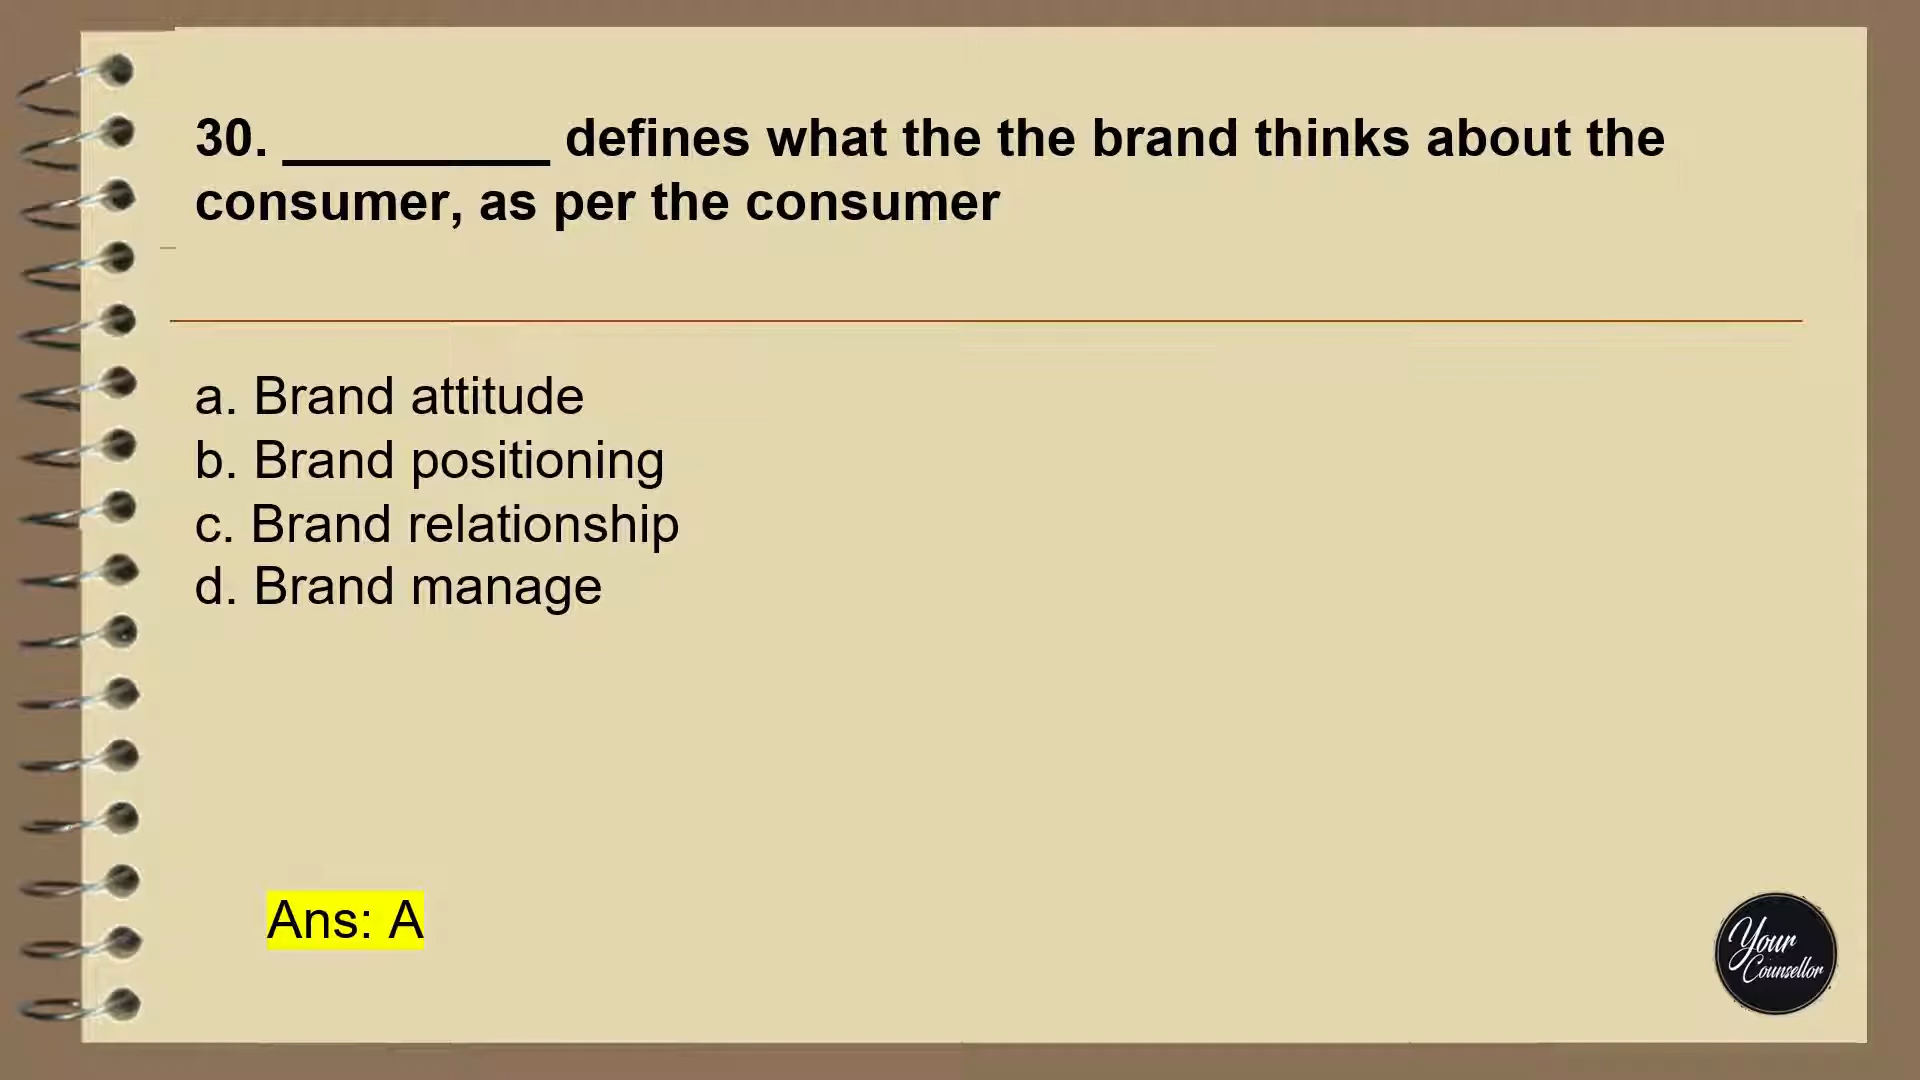 30. __________ defines what the the brand thinks about the
consumer, as per the consumer
a. Brand attitude
b. Brand positioning
c. Brand relationship
d. Brand manage
Ans: A
Your
Counsellor